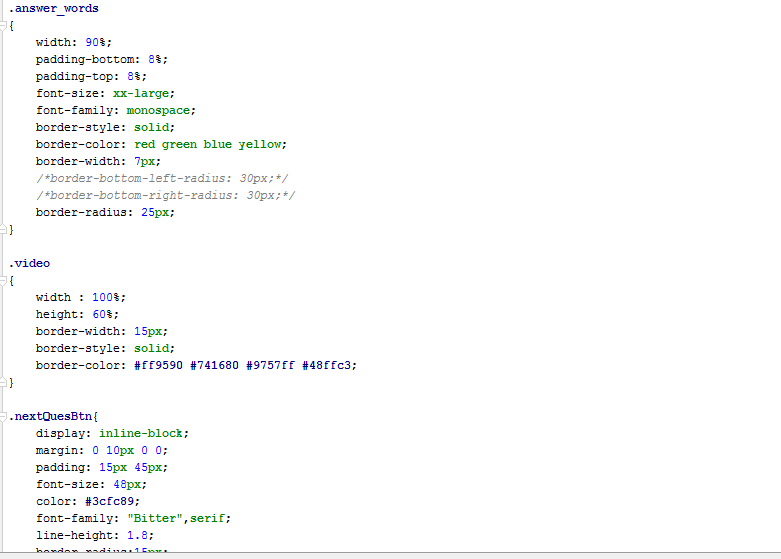 .answer_words
{
width: 90%;
padding-bottom: 8%;
padding-top: 8%;
font-size: xx-large;
font-family: monospace;
border-style: solid;
border-color: red green blue yellow;
border-width: 7px;
/*border-bottom-left-radius: 30px;*/
/*border-bottom-right-radius: 30px;*/
border-radius: 25px;
}
.video
{
width : 100%;
height: 60%;
border-width: 15px;
border-style: solid;
border-color: #ff9590 #741680 #9757ff #48ffc3;
}
.nextQuesBtn{
display: inline-block;
margin: 0 10px 0 0;
padding: 15px 45px;
font-size: 48px;
color: #3cfc89;
font-family: "Bitter",serif;
line-height: 1.8;
border-radius:15px;